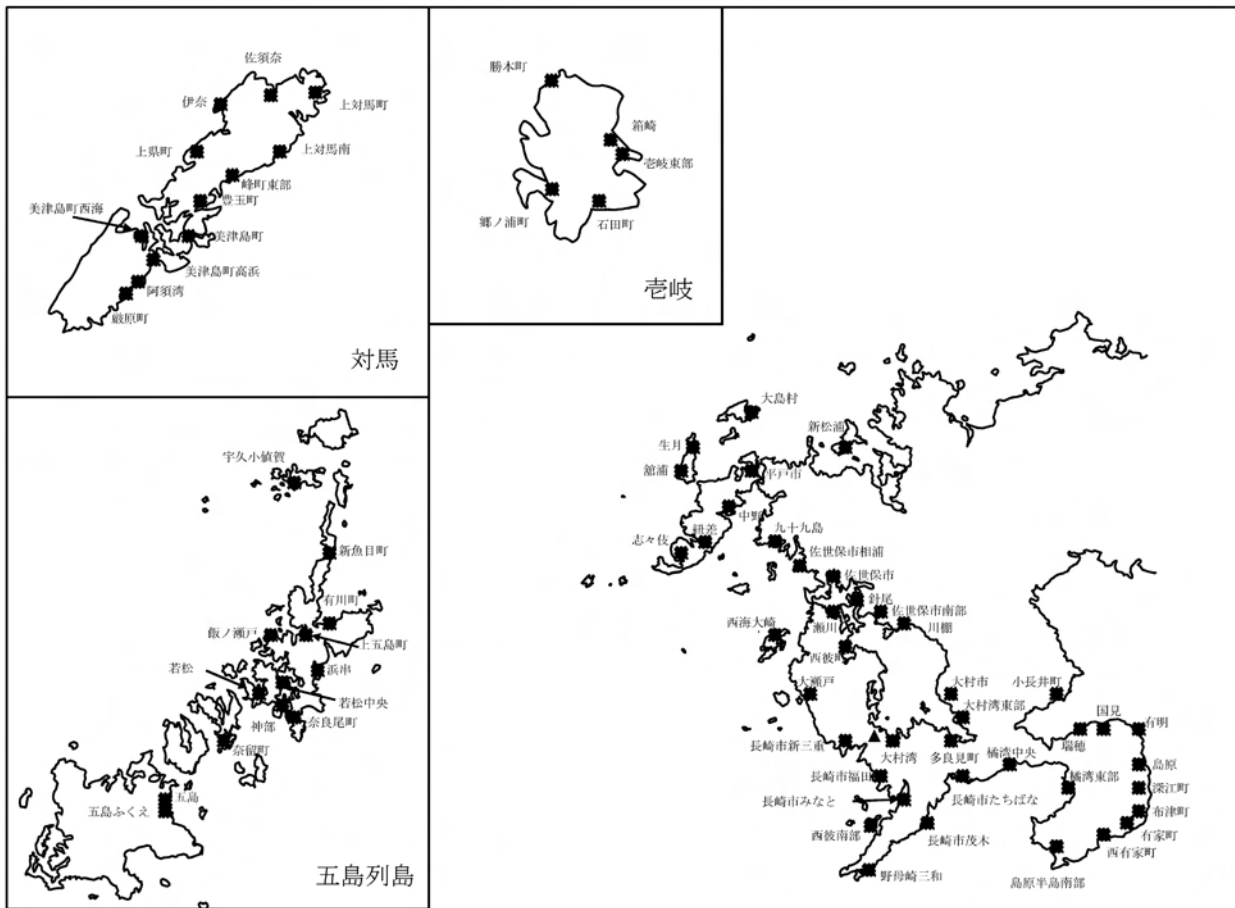 佐須奈
伊奈
上対馬町
上県町
上対馬南
峰町東部
豊玉町
美津島町西海
美津島町
美津島町高浜
阿須湾
厳原町
対馬
勝本町
箱崎
壱岐東部
郷ノ浦町
石田町
壱岐
宇久小値賀
新魚目町
有川町
飯ノ瀬戸
上五島町
浜串
若松
若松中央
神部
奈良尾町
奈留町
五島
五島ふくえ
五島列島
大島村
生月
新松浦
舘浦
平戸市
中野
志々伎
紐差
九十九島
佐世保市相浦
佐世保市
針尾
佐世保市南部
西海大崎
瀬川
川棚
西彼町
大瀬戸
大村市
小長井町
大村湾東部
国見
有明
長崎市新三重
大村湾
多良見町
橘湾中央
瑞穂
島原
長崎市福田
橘湾東部
深江町
長崎市みなと
長崎市たちばな
布津町
西彼南部
長崎市茂木
有家町
西有家町
野母崎三和
島原半島南部